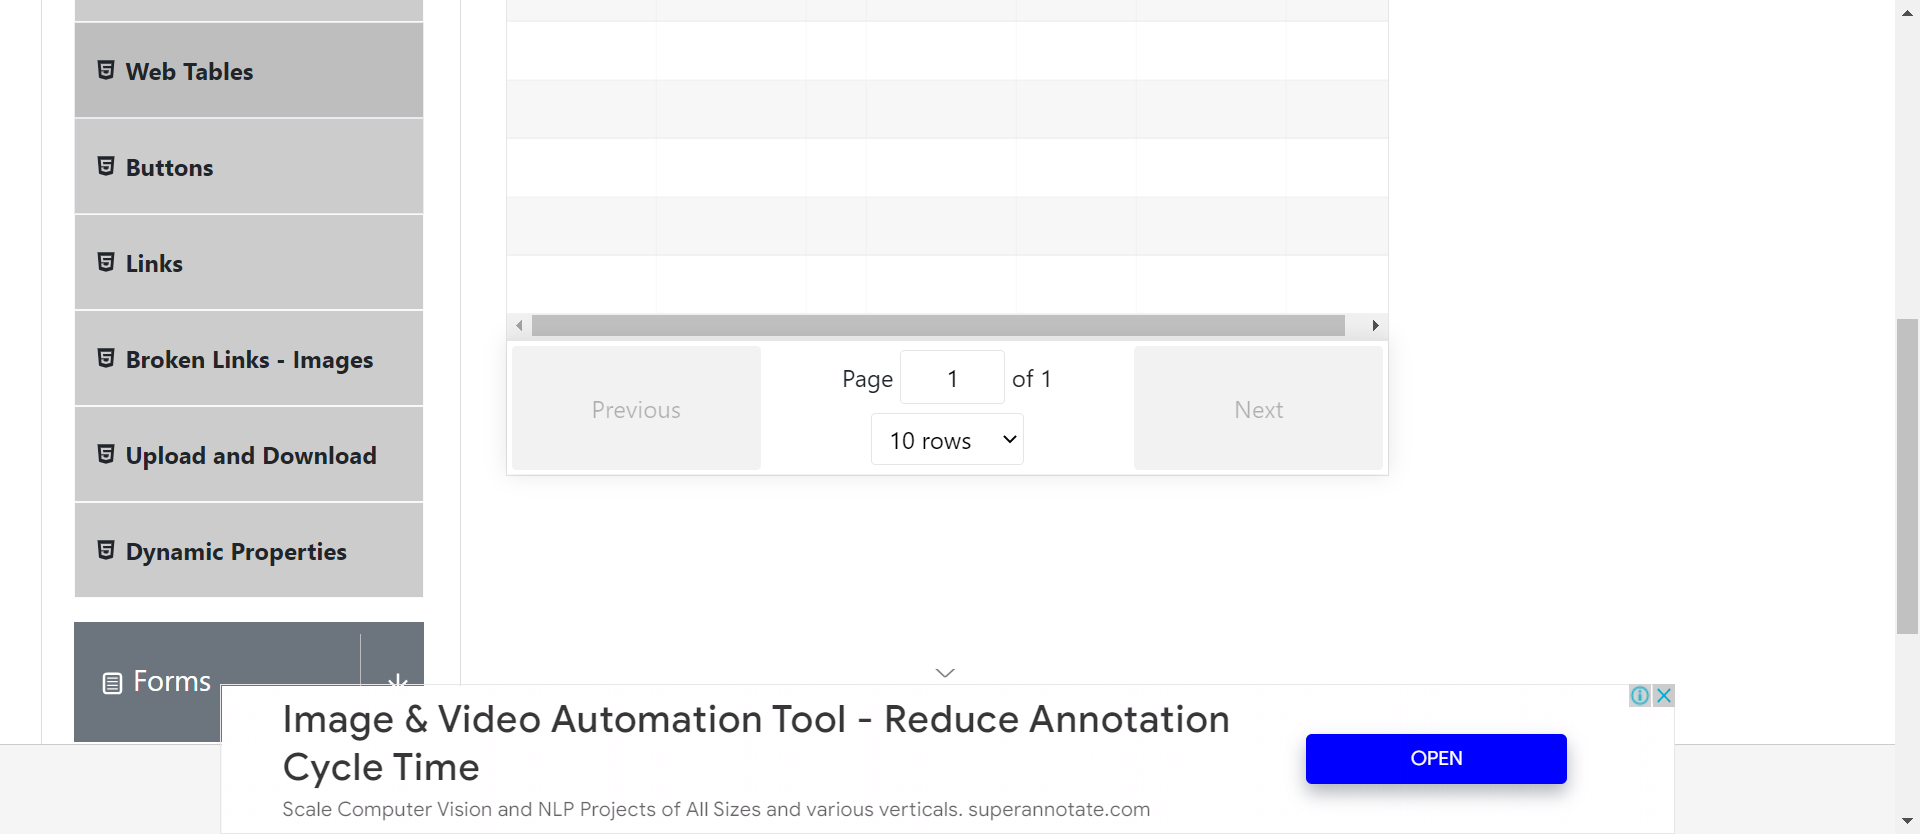 Web Tables
Buttons
Links
Broken Links - Images
Upload and Download
Dynamic Properties
Forms
Previous
Page 1 of 1
10 rows
Next
Image & Video Automation Tool - Reduce Annotation
Cycle Time
Scale Computer Vision and NLP Projects of All Sizes and various verticals. superannotate.com
OPEN